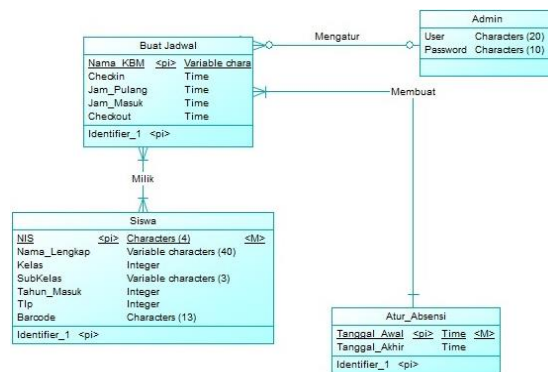 Admin
User Characters (20)
Password Characters (10)
Mengatur
Buat Jadwal
Nama_KBM <pi> Variable chara
Checkin Time
Jam_Pulang Time
Jam_Masuk Time
Checkout Time
Identifier_1 <pi>
Membuat
Milik
Siswa
NIS <pi> Characters (4) <M>
Nama_Lengkap Variable characters (40)
Kelas Integer
SubKelas Variable characters (3)
Tahun_Masuk Integer
Tlp Integer
Barcode Characters (13)
Identifier_1 <pi>
Atur_Absensi
Tanggal_Awal <pi> Time <M>
Tanggal_Akhir Time
Identifier_1 <pi>